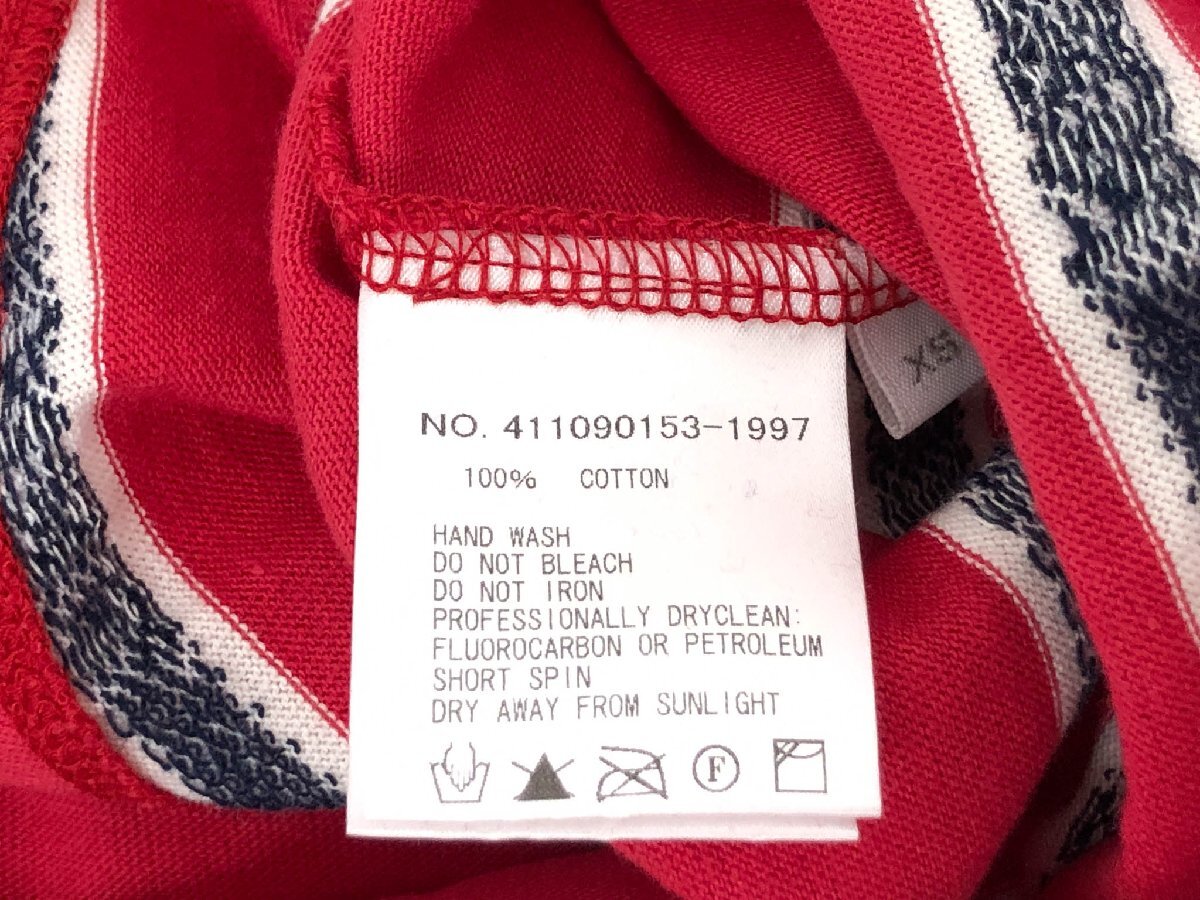 NO. 411090153-1997
100% COTTON
HAND WASH
DO NOT BLEACH
DO NOT IRON
PROFESSIONALLY DRYCLEAN:
FLUOROCARBON OR PETROLEUM
SHORT SPIN
DRY AWAY FROM SUNLIGHT
F
XS